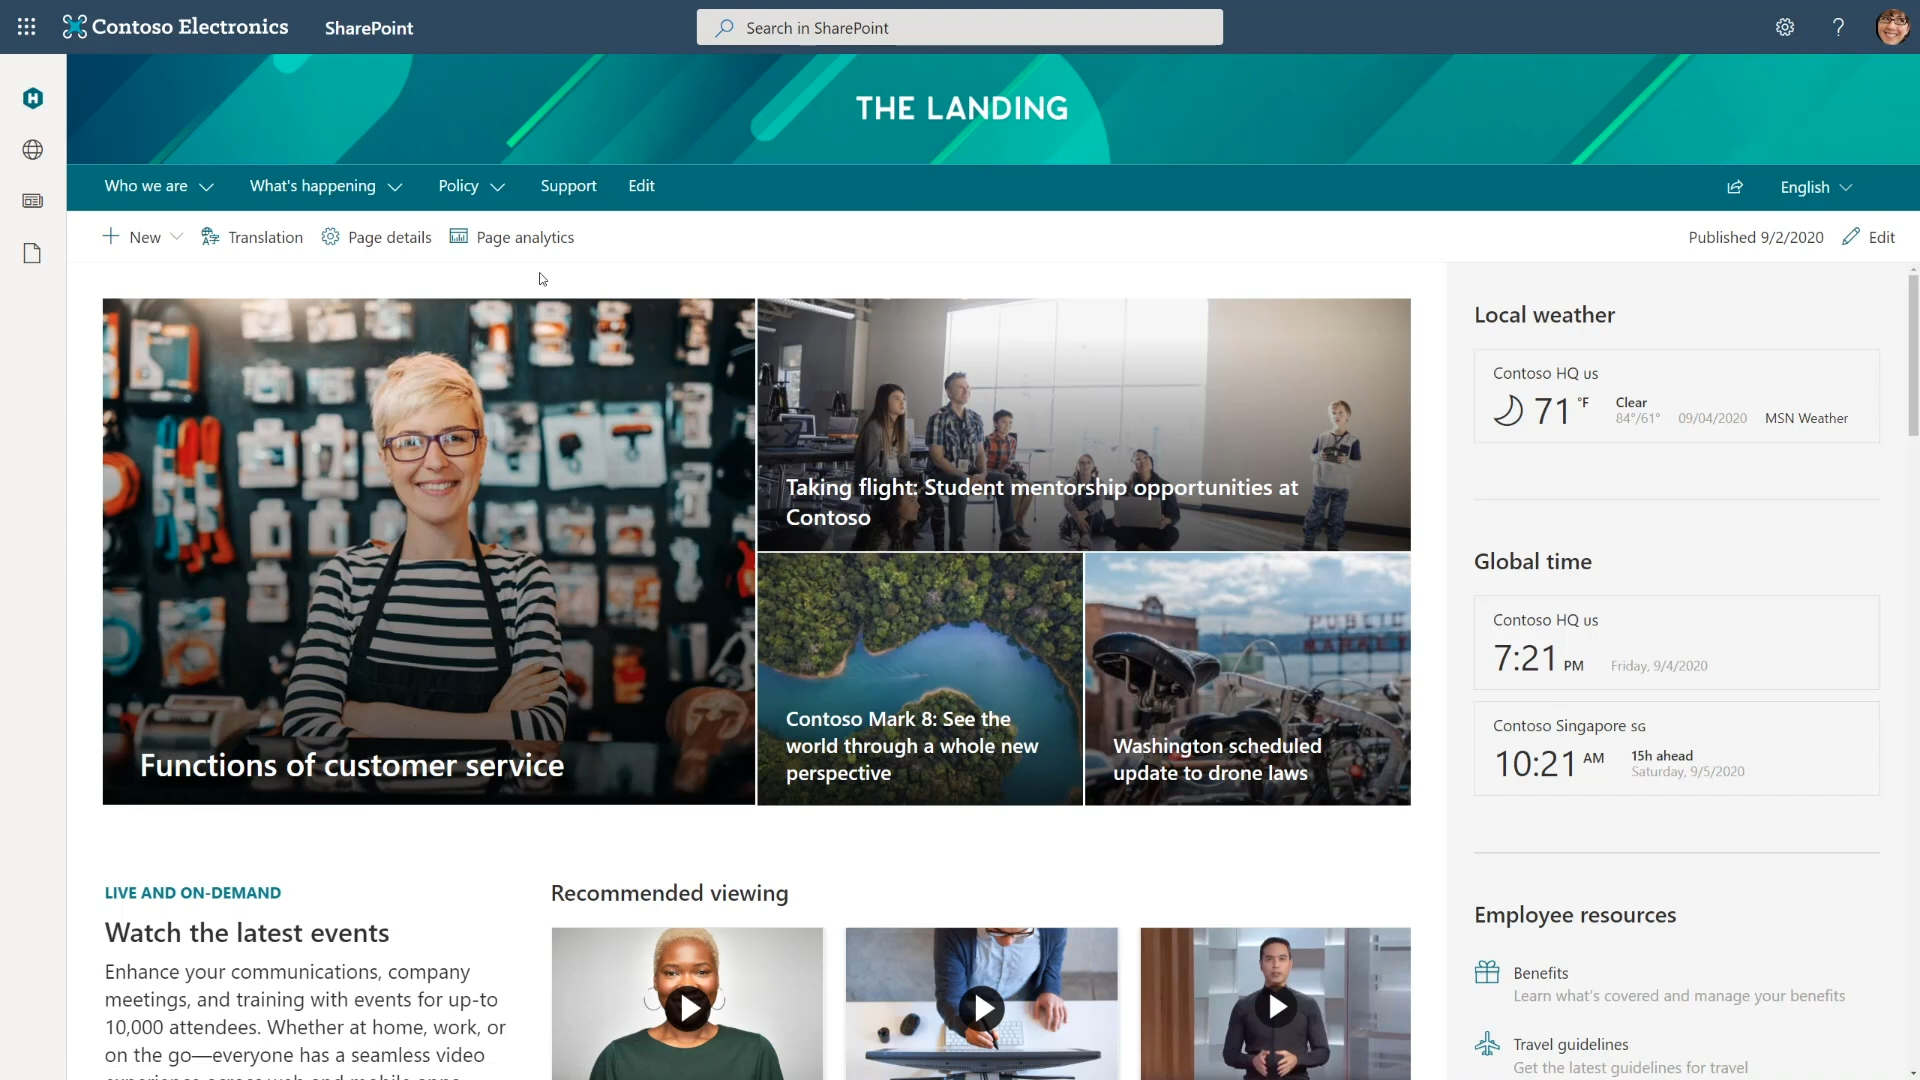 Contoso Electronics
SharePoint
Search in SharePoint
?
H
THE LANDING
Who we are
What's happening
Policy
Support
Edit
English
New
Translation
Page details
Page analytics
Published 9/2/2020
Edit
Functions of customer service
Taking flight: Student mentorship opportunities at
Contoso
Contoso Mark 8: See the
world through a whole new
perspective
PUBLIC
MARKET
Washington scheduled
update to drone laws
Local weather
Contoso HQ us
71 °F
Clear
84°/61°
09/04/2020
MSN Weather
Global time
Contoso HQ us
7:21 PM
Friday, 9/4/2020
Contoso Singapore SG
10:21 AM
15h ahead
Saturday, 9/5/2020
LIVE AND ON-DEMAND
Watch the latest events
Enhance your communications, company
meetings, and training with events for up-to
10,000 attendees. Whether at home, work, or
on the go—everyone has a seamless video
Recommended viewing
Employee resources
Benefits
Learn what's covered and manage your benefits
Travel guidelines
Get the latest guidelines for travel